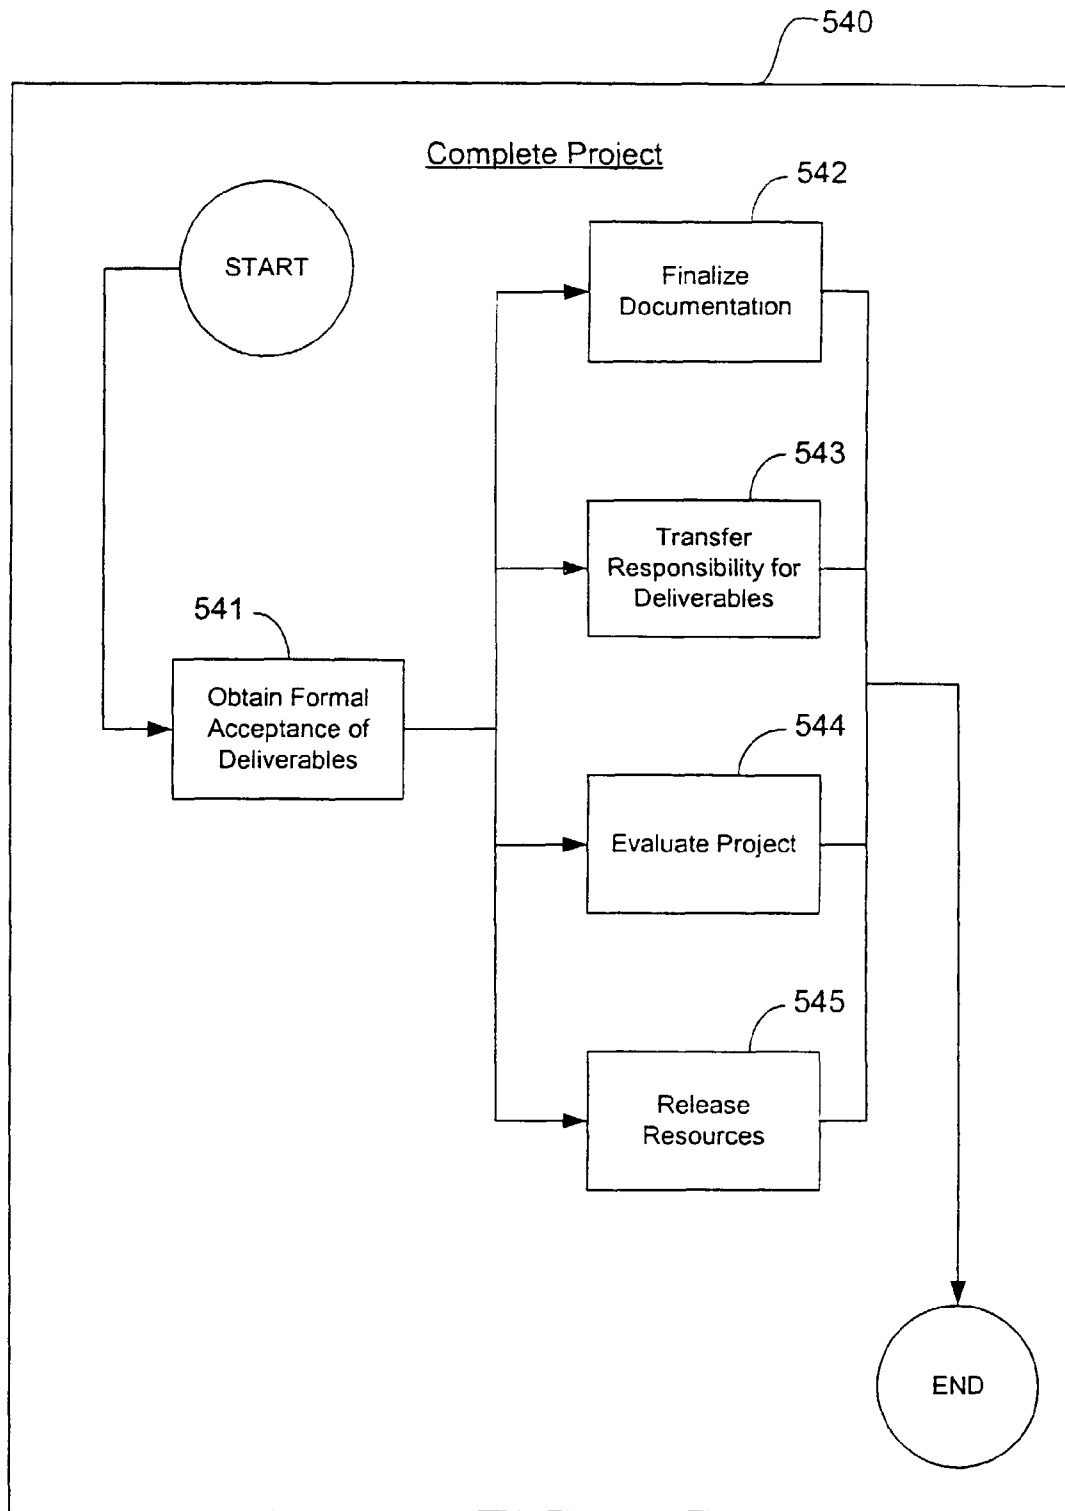 540
Complete Project
542
START
Finalize
Documentation
543
Transfer
Responsibility for
Deliverables
541
Obtain Formal
Acceptance of
Deliverables
544
Evaluate Project
545
Release
Resources
END